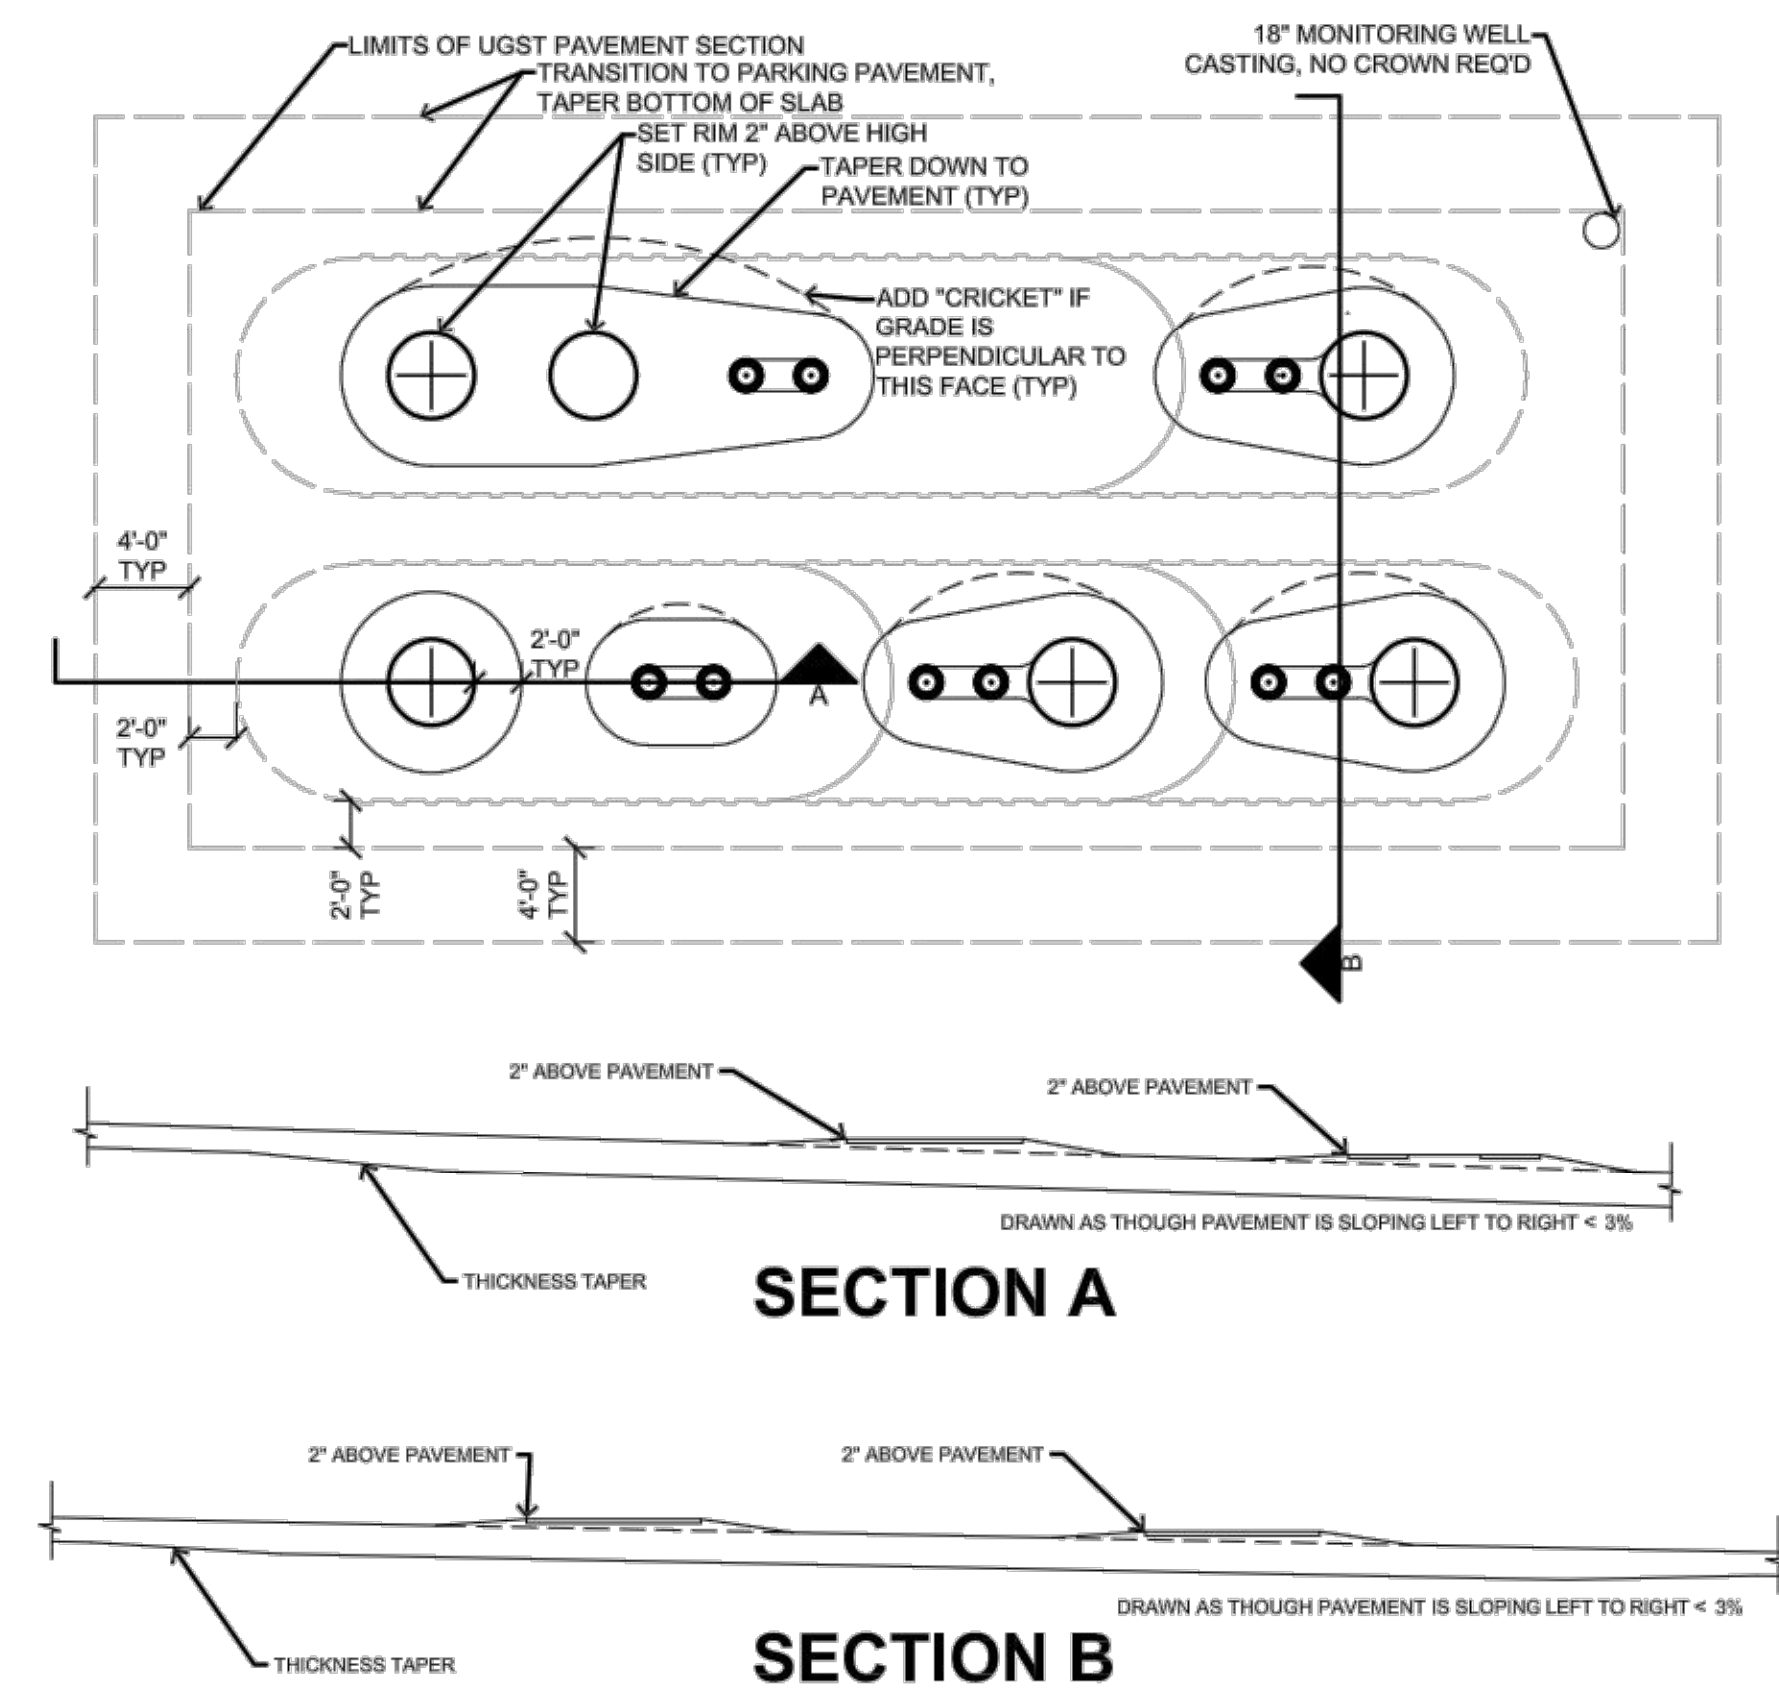 LIMITS OF UGST PAVEMENT SECTION
TRANSITION TO PARKING PAVEMENT,
TAPER BOTTOM OF SLAB
SET RIM 2" ABOVE HIGH
SIDE (TYP)
TAPER DOWN TO
PAVEMENT (TYP)
18" MONITORING WELL
CASTING, NO CROWN REQ'D
ADD "CRICKET" IF
GRADE IS
PERPENDICULAR TO
THIS FACE (TYP)
4'-0"
TYP
2'-0"
TYP
A
2'-0"
TYP
2'-0"
TYP
4'-0"
TYP
B
2" ABOVE PAVEMENT
2" ABOVE PAVEMENT
DRAWN AS THOUGH PAVEMENT IS SLOPING LEFT TO RIGHT < 3%
THICKNESS TAPER
SECTION A
2" ABOVE PAVEMENT
2" ABOVE PAVEMENT
DRAWN AS THOUGH PAVEMENT IS SLOPING LEFT TO RIGHT < 3%
THICKNESS TAPER
SECTION B